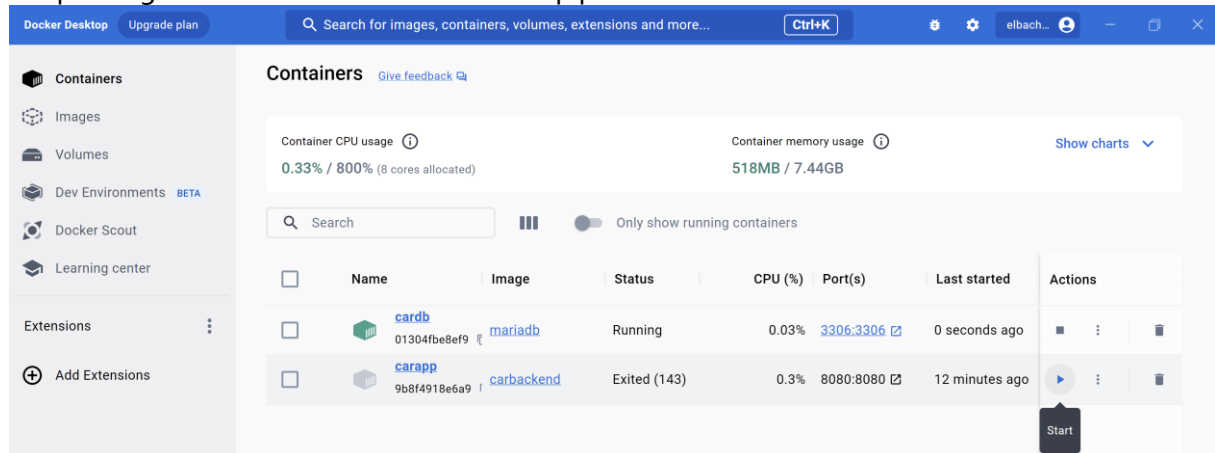 Docker Desktop Upgrade plan Search for images, containers, volumes, extensions and more... Ctrl+K elbach...
Containers
Images
Volumes
Dev Environments BETA
Docker Scout
Learning center
Extensions
Add Extensions
Containers Give feedback
Container CPU usage
0.33% / 800% (8 cores allocated)
Container memory usage
518MB / 7.44GB
Show charts
Search
Only show running containers
Name Image Status CPU (%) Port(s) Last started Actions
cardb
01304fbe8ef9 mariadb Running 0.03% 3306:3306 0 seconds ago
carapp
9b8f4918e6a9 carbackend Exited (143) 0.3% 8080:8080 12 minutes ago
Start